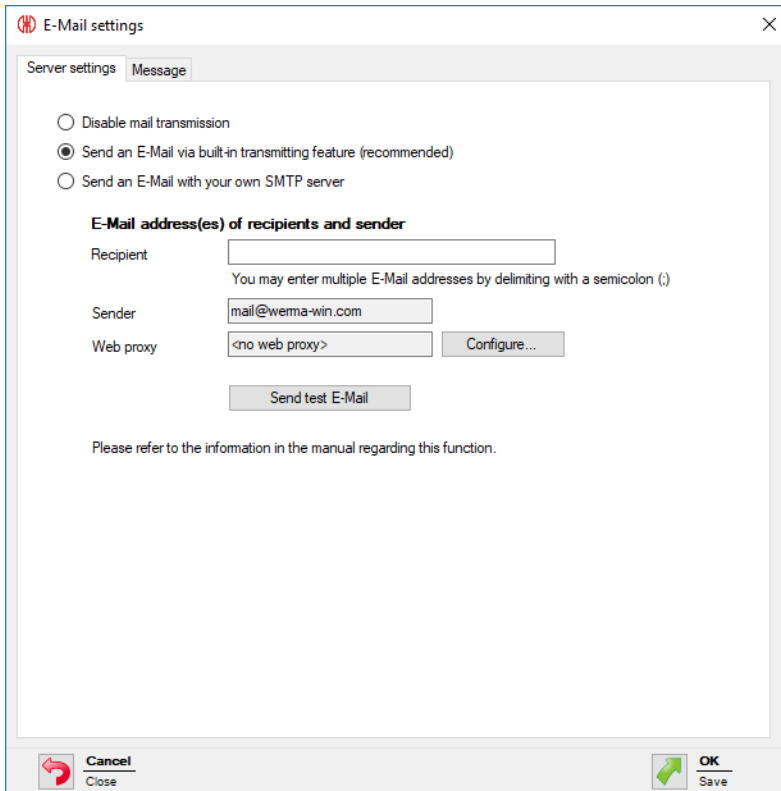 E-Mail settings
Server settings Message
Disable mail transmission
Send an E-Mail via built-in transmitting feature (recommended)
Send an E-Mail with your own SMTP server
E-Mail address(es) of recipients and sender
Recipient
You may enter multiple E-Mail addresses by delimiting with a semicolon (;)
Sender mail@werma-win.com
Web proxy <no web proxy> Configure...
Send test E-Mail
Please refer to the information in the manual regarding this function.
Cancel OK
Close Save